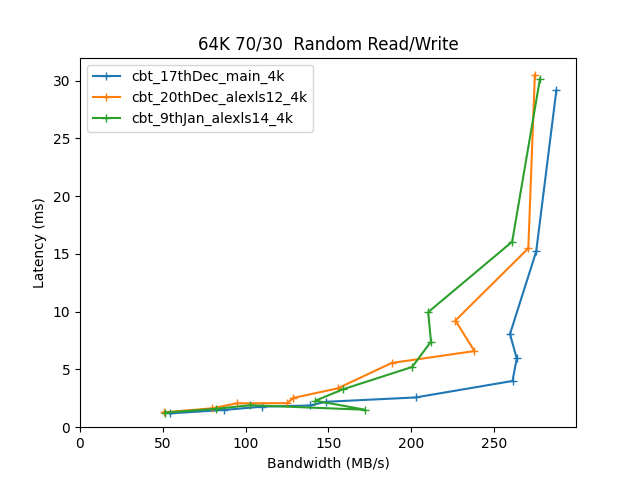 64K 70/30  Random Read/Write
cbt_17thDec_main_4k
cbt_20thDec_alexls12_4k
cbt_9thJan_alexls14_4k
30
25
20
15
10
5
0
Latency (ms)
0 50 100 150 200 250
Bandwidth (MB/s)